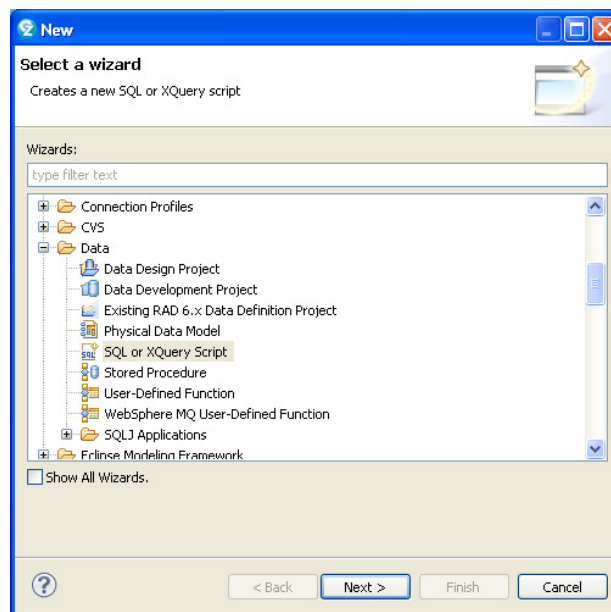 New
Select a wizard
Creates a new SQL or XQuery script
Wizards:
type filter text
Connection Profiles
CVS
Data
Data Design Project
Data Development Project
Existing RAD 6.x Data Definition Project
Physical Data Model
SQL or XQuery Script
Stored Procedure
User-Defined Function
WebSphere MQ User-Defined Function
SQLJ Applications
Eclipse Modeling Framework
Show All Wizards.
< Back Next > Finish Cancel